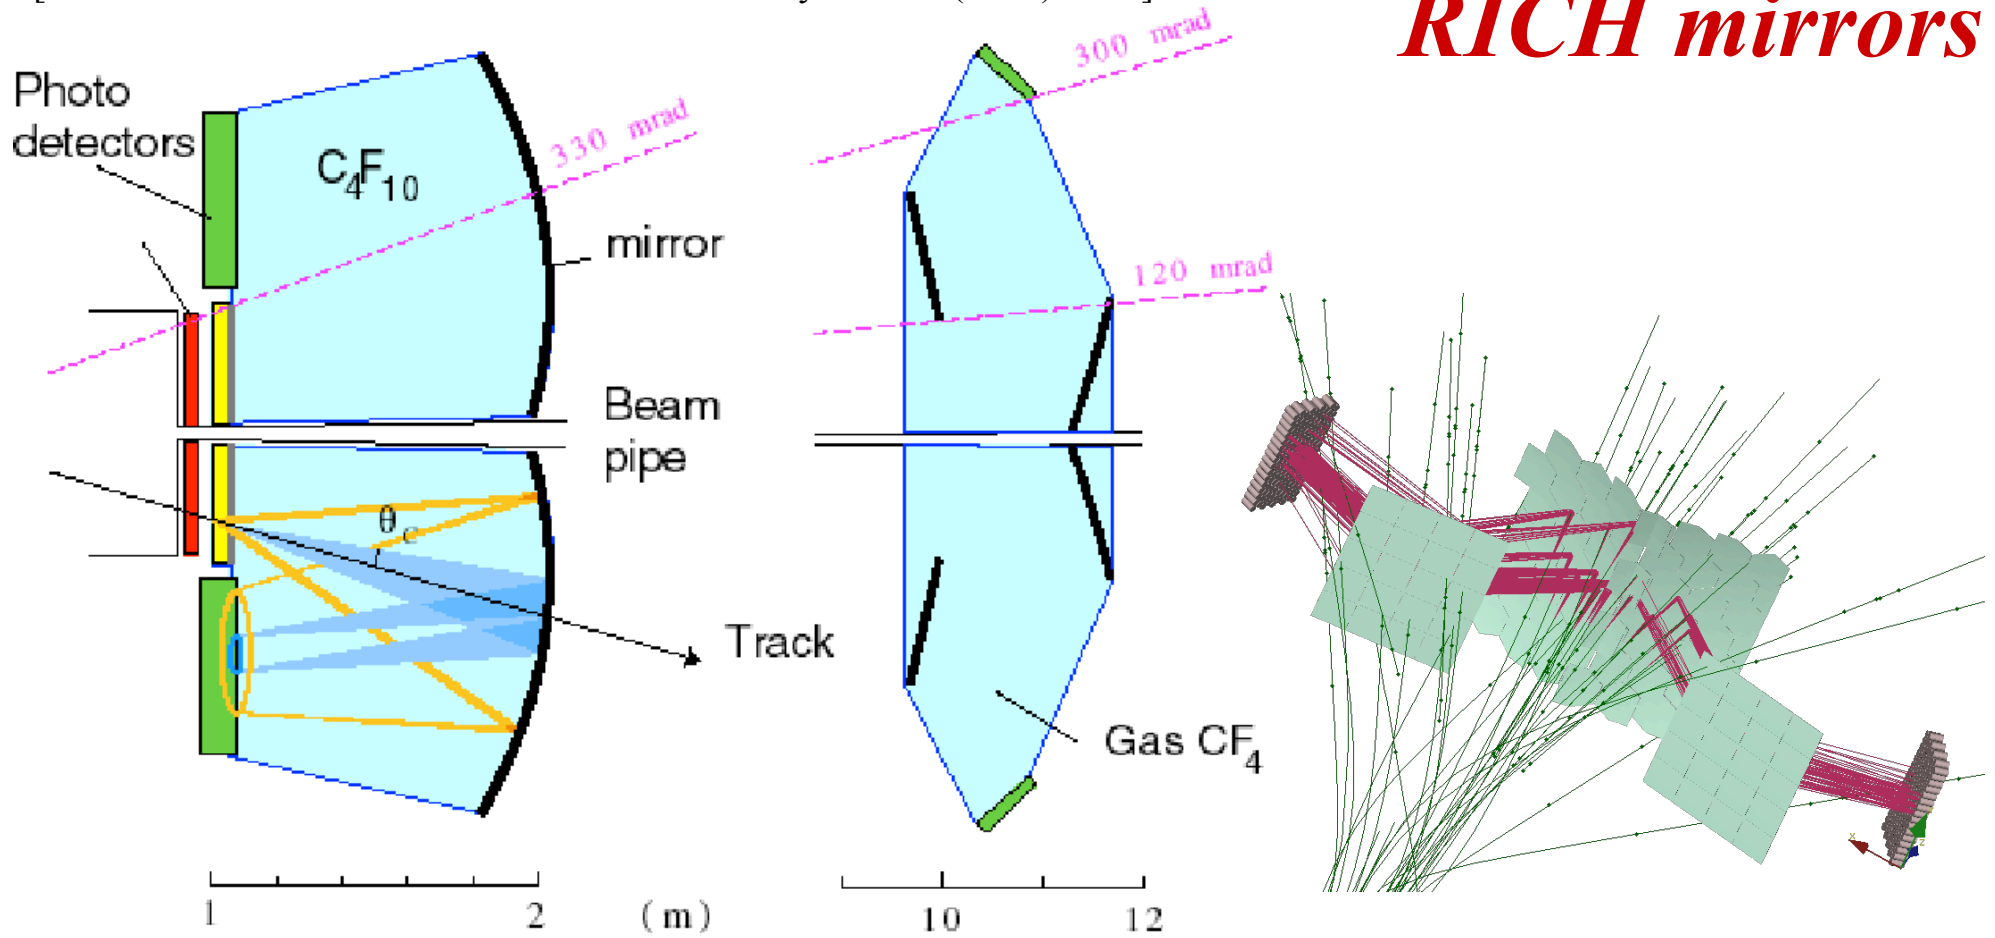 RICH mirrors
Photo
detectors
C4F10
330 mrad
mirror
Beam
pipe
θc
Track
300 mrad
120 mrad
Gas CF4
1
2
(m)
10
12